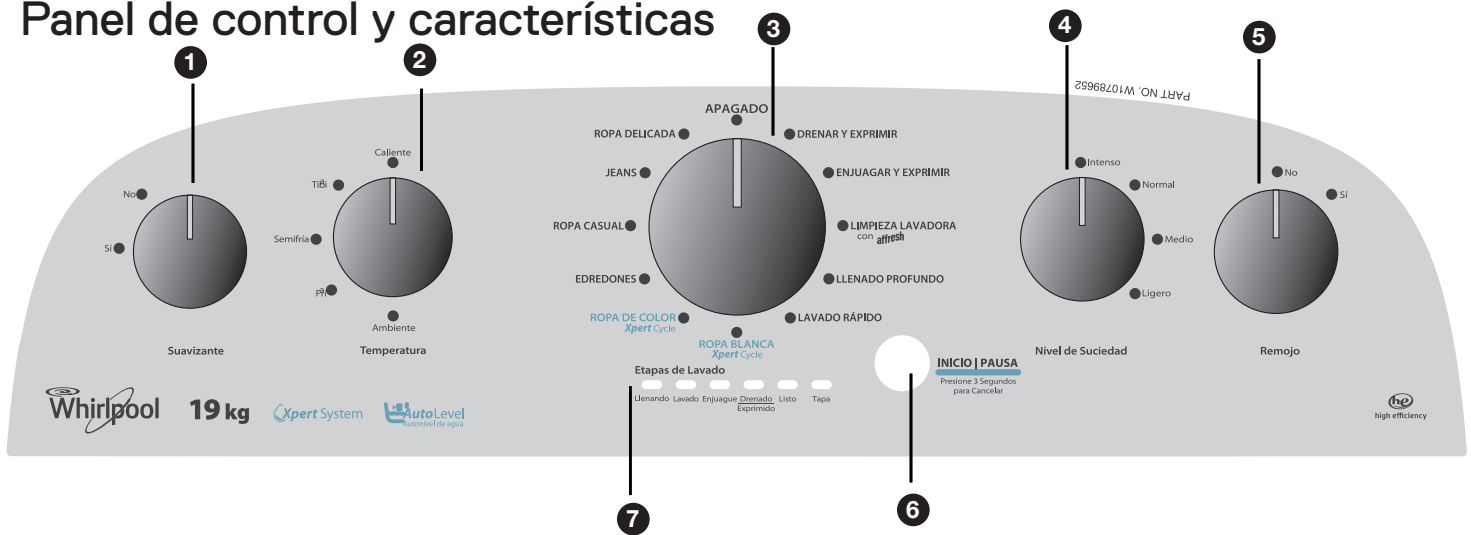 Panel de control y características
1
2
3
4
5
PART NO. W10789652
No
Sí
Suavizante
Caliente
Semifría
Ambiente
Temperatura
APAGADO
ROPA DELICADA
JEANS
ROPA CASUAL
EDREDONES
ROPA DE COLOR
Xpert Cycle
ROPA BLANCA
Xpert Cycle
DRENAR Y EXPRIMIR
ENJUAGAR Y EXPRIMIR
LIMPIEZA LAVADORA
con affresh
LLENADO PROFUNDO
LAVADO RÁPIDO
Intenso
Normal
Medio
Ligero
Nivel de Suciedad
No
Sí
Remojo
Etapas de Lavado
Llenando Lavado Enjuague Drenado Listo Tapa
Exprimido
INICIO | PAUSA
Presione 3 Segundos
para Cancelar
Whirlpool
19 kg
Xpert System
AutoLevel
Autonivel de agua
he
high efficiency
6
7